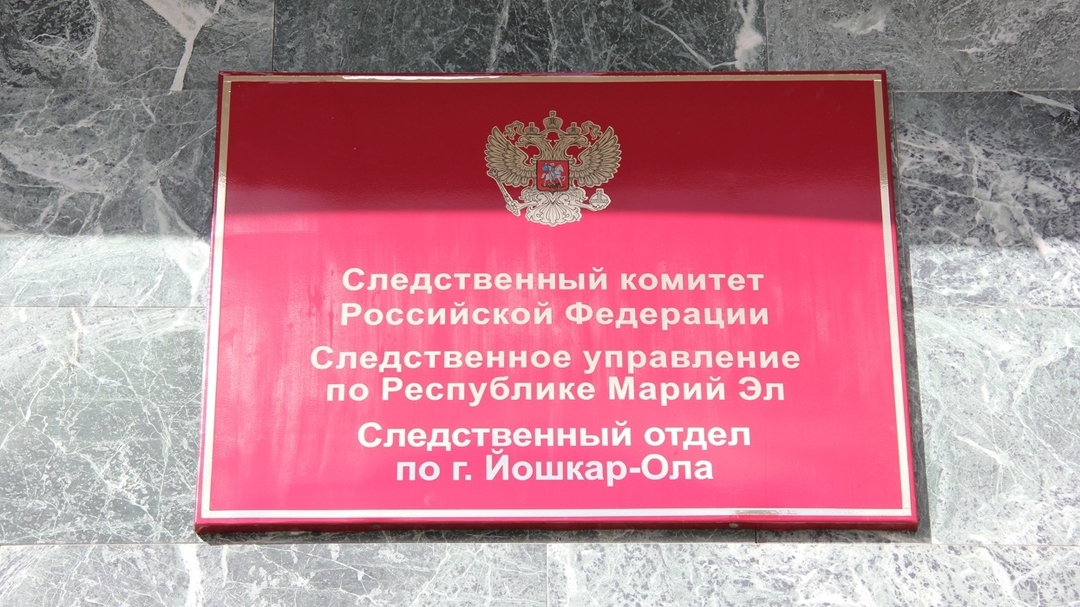 Следственный комитет
Российской Федерации
Следственное управление
по Республике Марий Эл
Следственный отдел
по г. Йошкар-Ола